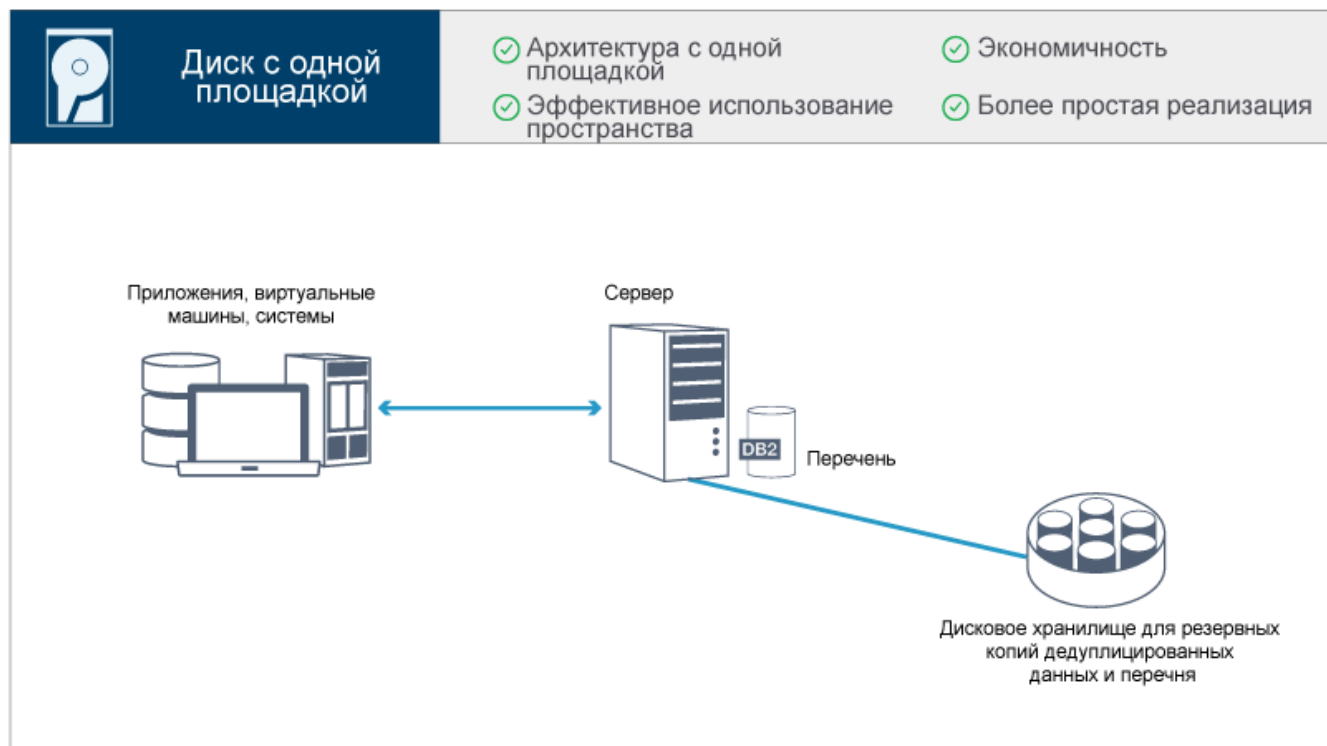 Диск с одной
площадкой
Архитектура с одной
площадкой
Эффективное использование
пространства
Экономичность
Более простая реализация
Приложения, виртуальные
машины, системы
Сервер
DB2
Перечень
Дисковое хранилище для резервных
копий дедуплицированных
данных и перечня